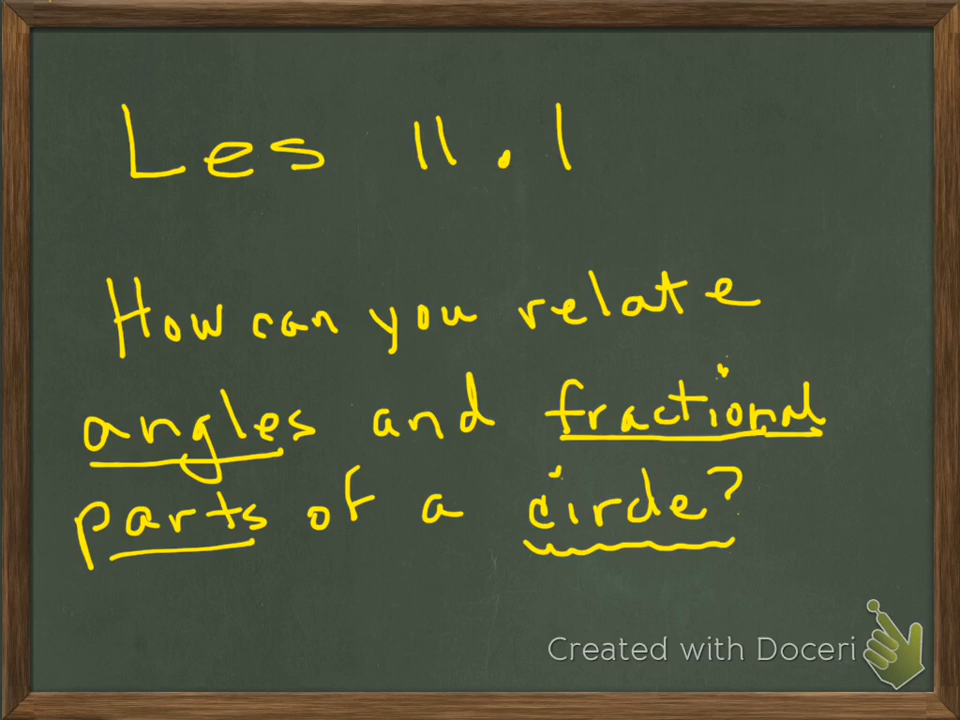 Les 11.1
How can you relate
angles and fractional
parts of a circle?
Created with Doceri